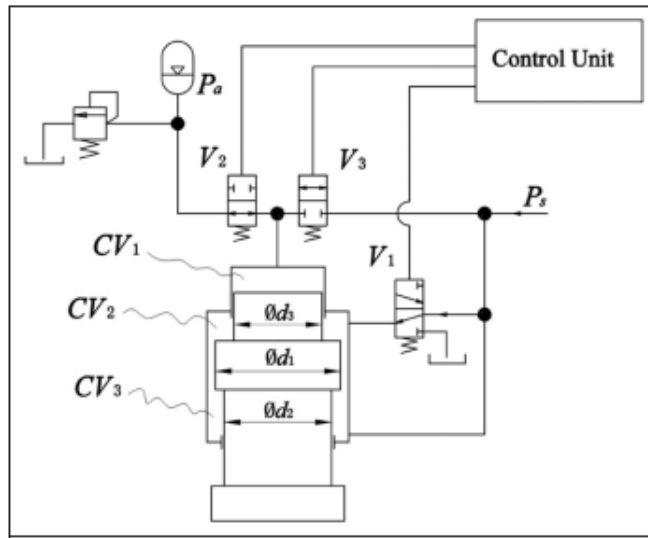 Control Unit
Pa
V2
V3
Ps
CV1
V1
CV2
Ød3
Ød1
CV3
Ød2